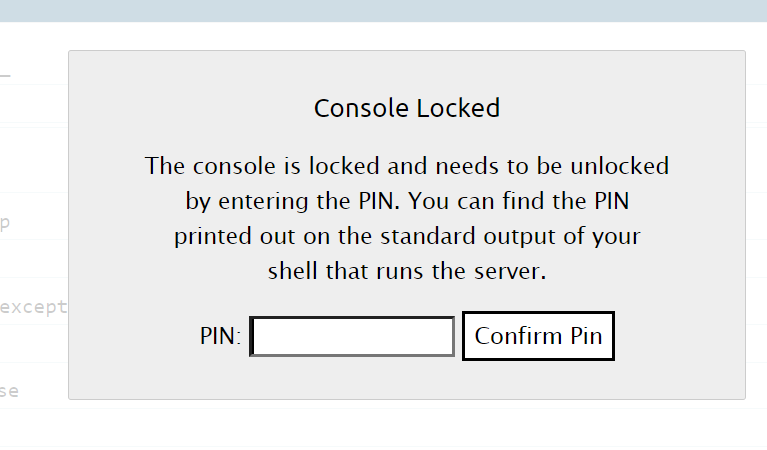 Console Locked
The console is locked and needs to be unlocked
by entering the PIN. You can find the PIN
printed out on the standard output of your
shell that runs the server.
PIN: Confirm Pin
p
except
se